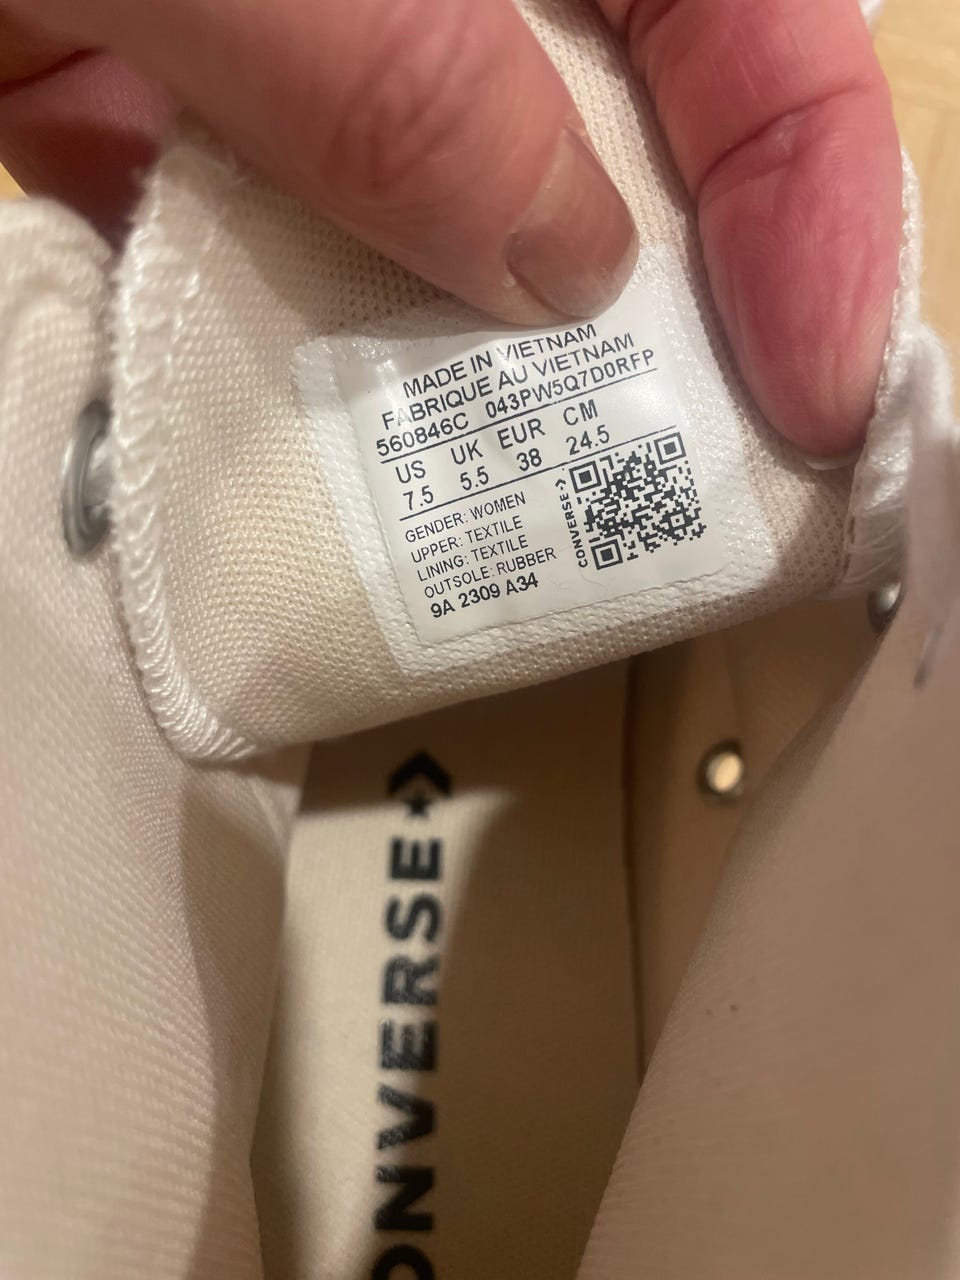 MADE IN VIETNAM
FABRIQUE AU VIETNAM
560846C 043PW5Q7D0RFP
US UK EUR CM
7.5 5.5 38 24.5
GENDER: WOMEN
UPPER: TEXTILE
LINING: TEXTILE
OUTSOLE: RUBBER
9A 2309 A34
CONVERSE
ONVERSE